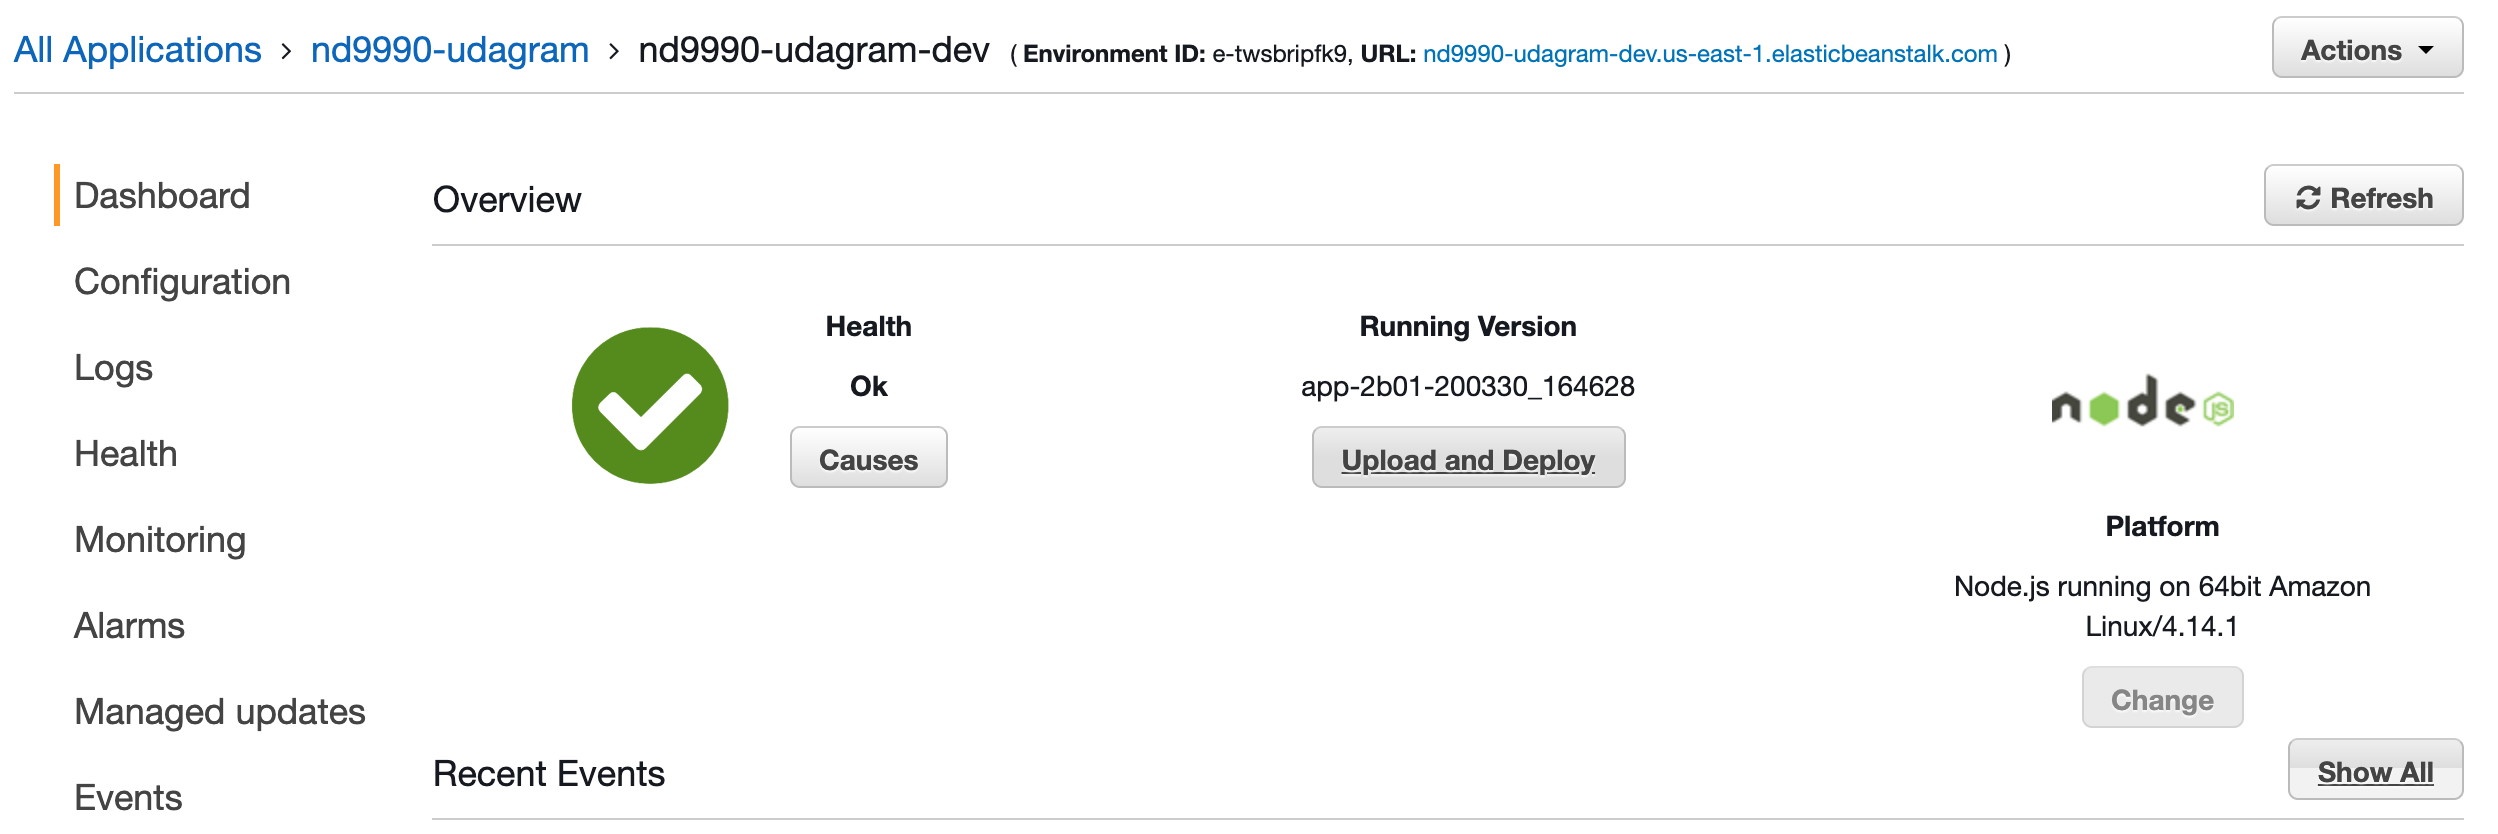 All Applications > nd9990-udagram > nd9990-udagram-dev ( Environment ID: e-twsbripfk9, URL: nd9990-udagram-dev.us-east-1.elasticbeanstalk.com )
Actions
Dashboard
Configuration
Logs
Health
Monitoring
Alarms
Managed updates
Events
Overview
Refresh
Health
Ok
Causes
Running Version
app-2b01-200330_164628
Upload and Deploy
node JS
Platform
Node.js running on 64bit Amazon
Linux/4.14.1
Change
Recent Events
Show All